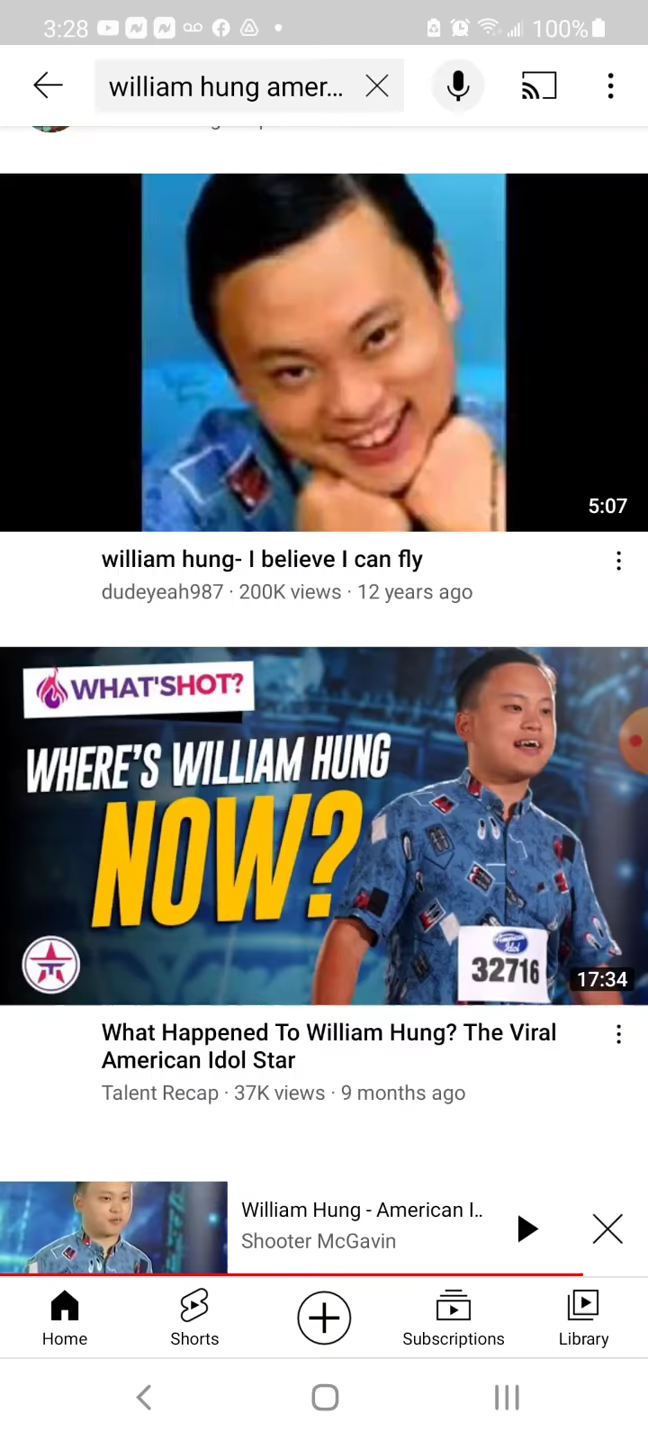 3:28
100%
william hung amer...
5:07
william hung- I believe I can fly
dudeyeah987 · 200K views · 12 years ago
WHAT'SHOT?
WHERE'S WILLIAM HUNG
NOW?
American Idol
32716
17:34
What Happened To William Hung? The Viral
American Idol Star
Talent Recap · 37K views · 9 months ago
William Hung - American I..
Shooter McGavin
Home
Shorts
Subscriptions
Library